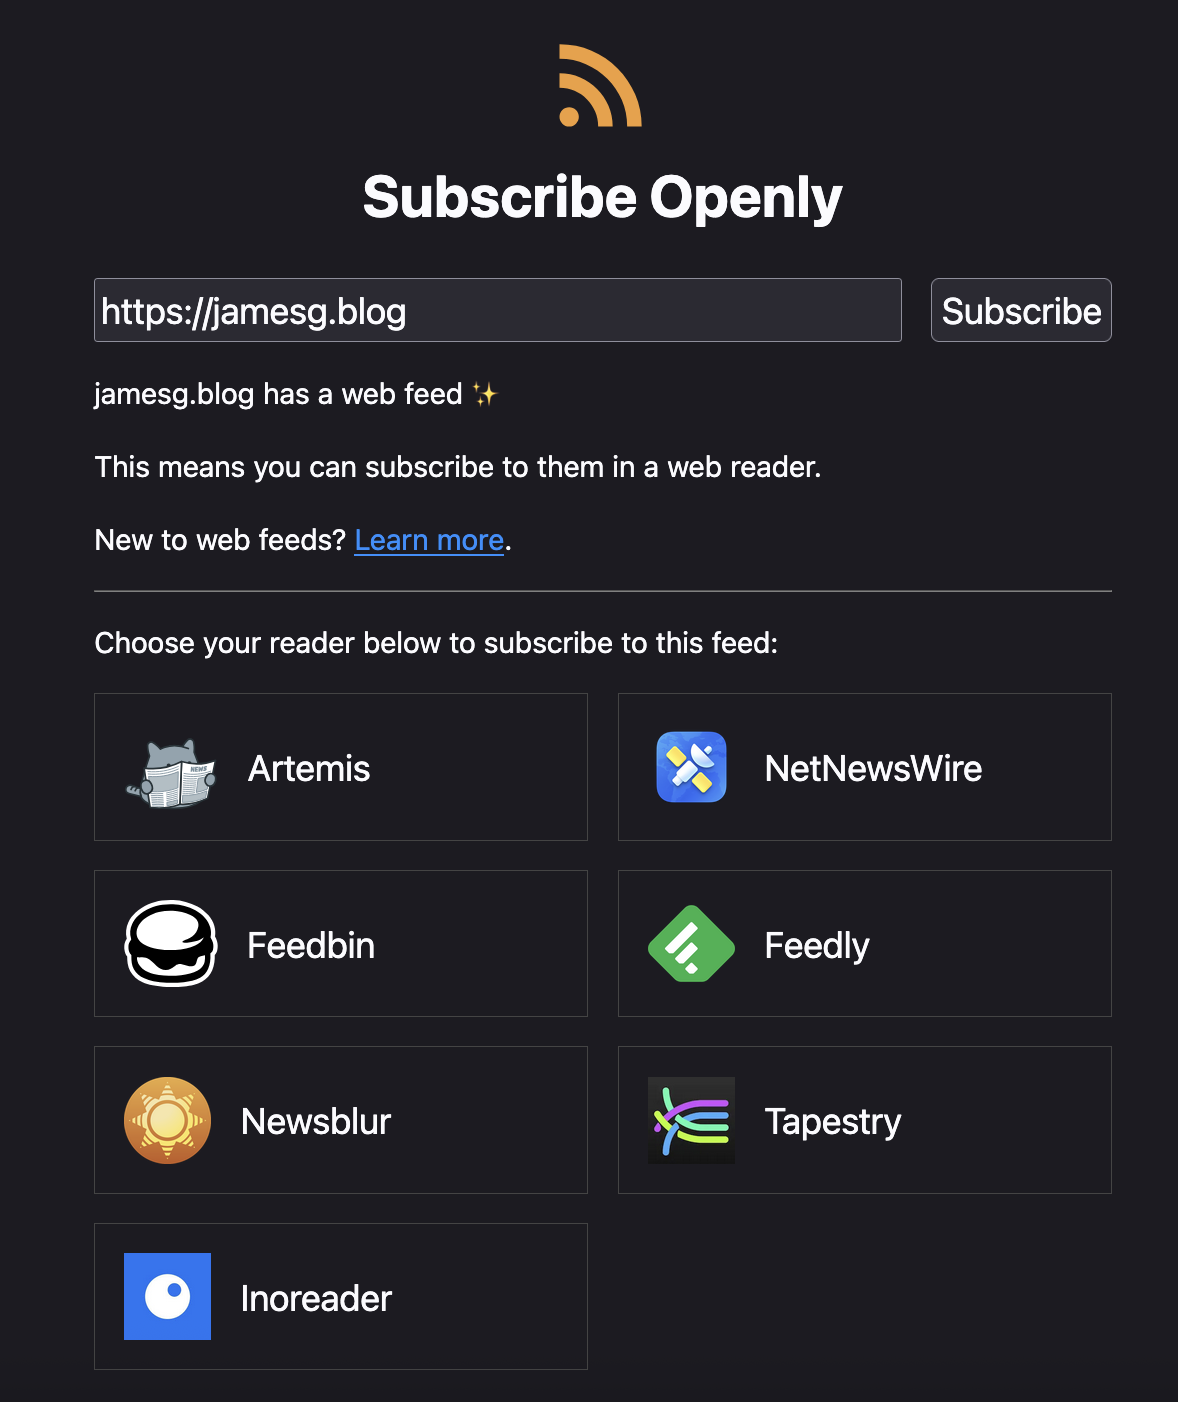 Subscribe Openly
https://jamesg.blog
Subscribe
jamesg.blog has a web feed ✨
This means you can subscribe to them in a web reader.
New to web feeds? Learn more.
Choose your reader below to subscribe to this feed:
NEWS
Artemis
NetNewsWire
Feedbin
Feedly
Newsblur
Tapestry
Inoreader